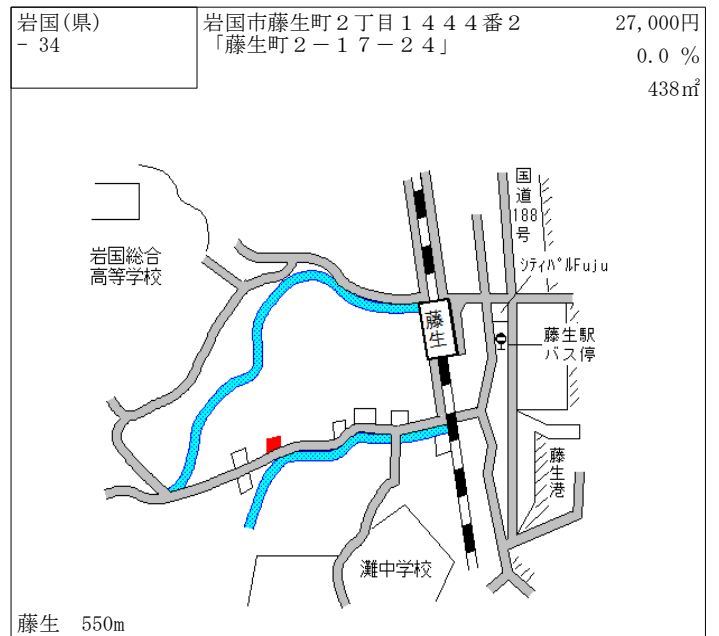 岩国(県)
- 34
岩国市藤生町２丁目１４４４番２
「藤生町２－１７－２４」
27,000円
0.0 %
438㎡
国道188号
岩国総合
高等学校
ｼﾃｨﾊﾟﾙFuju
藤生
藤生駅
バス停
藤生港
灘中学校
藤生 550m